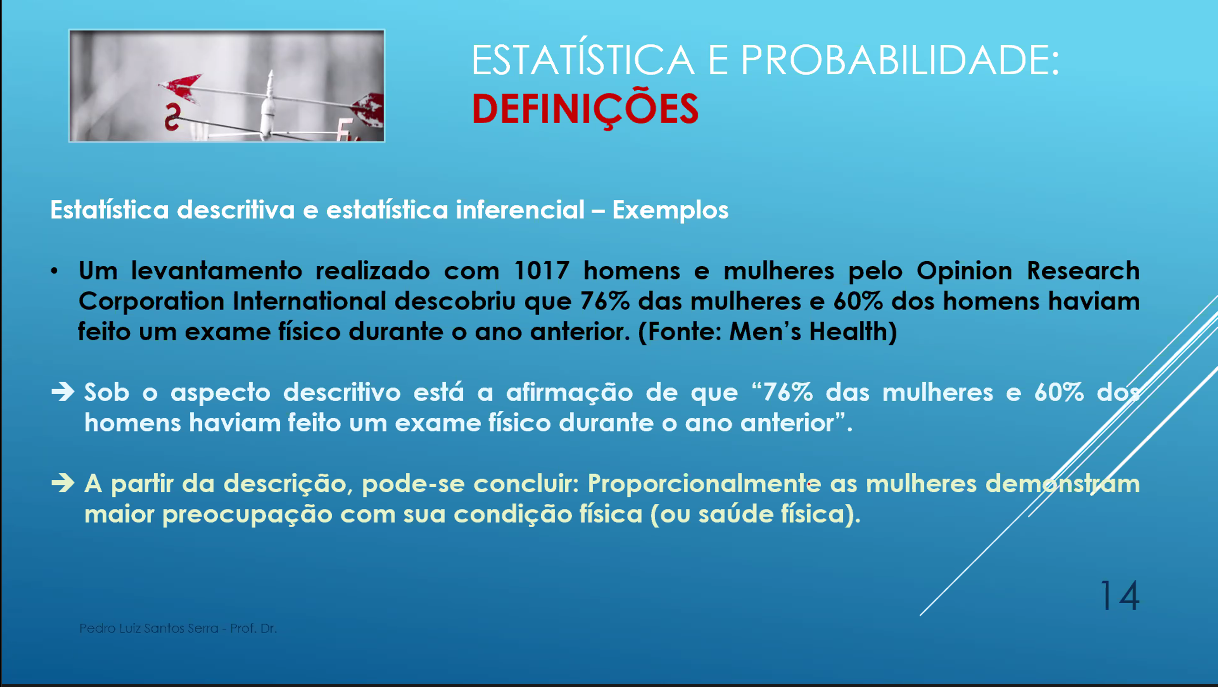 ESTATÍSTICA E PROBABILIDADE:
DEFINIÇÕES
S
E
Estatística descritiva e estatística inferencial – Exemplos
• Um levantamento realizado com 1017 homens e mulheres pelo Opinion Research
Corporation International descobriu que 76% das mulheres e 60% dos homens haviam
feito um exame físico durante o ano anterior. (Fonte: Men’s Health)
➔ Sob o aspecto descritivo está a afirmação de que “76% das mulheres e 60% dos
homens haviam feito um exame físico durante o ano anterior”.
➔ A partir da descrição, pode-se concluir: Proporcionalmente as mulheres demonstram
maior preocupação com sua condição física (ou saúde física).
14
Pedro Luiz Santos Serra - Prof. Dr.